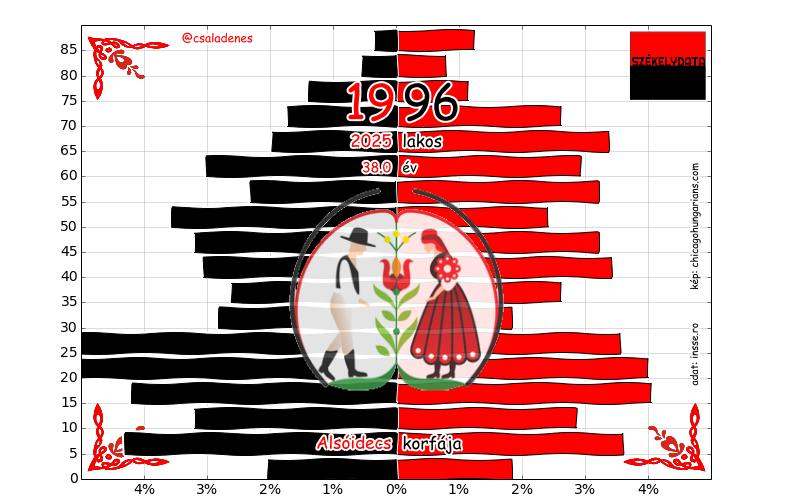 @csaladenes
SZÉKELYDATA
1996
2025 lakos
38.0 év
kép: chicagohungarians.com
adat: insse.ro
Alsóidecs korfája
85
80
75
70
65
60
55
50
45
40
35
30
25
20
15
10
5
0
4% 3% 2% 1% 0% 1% 2% 3% 4%